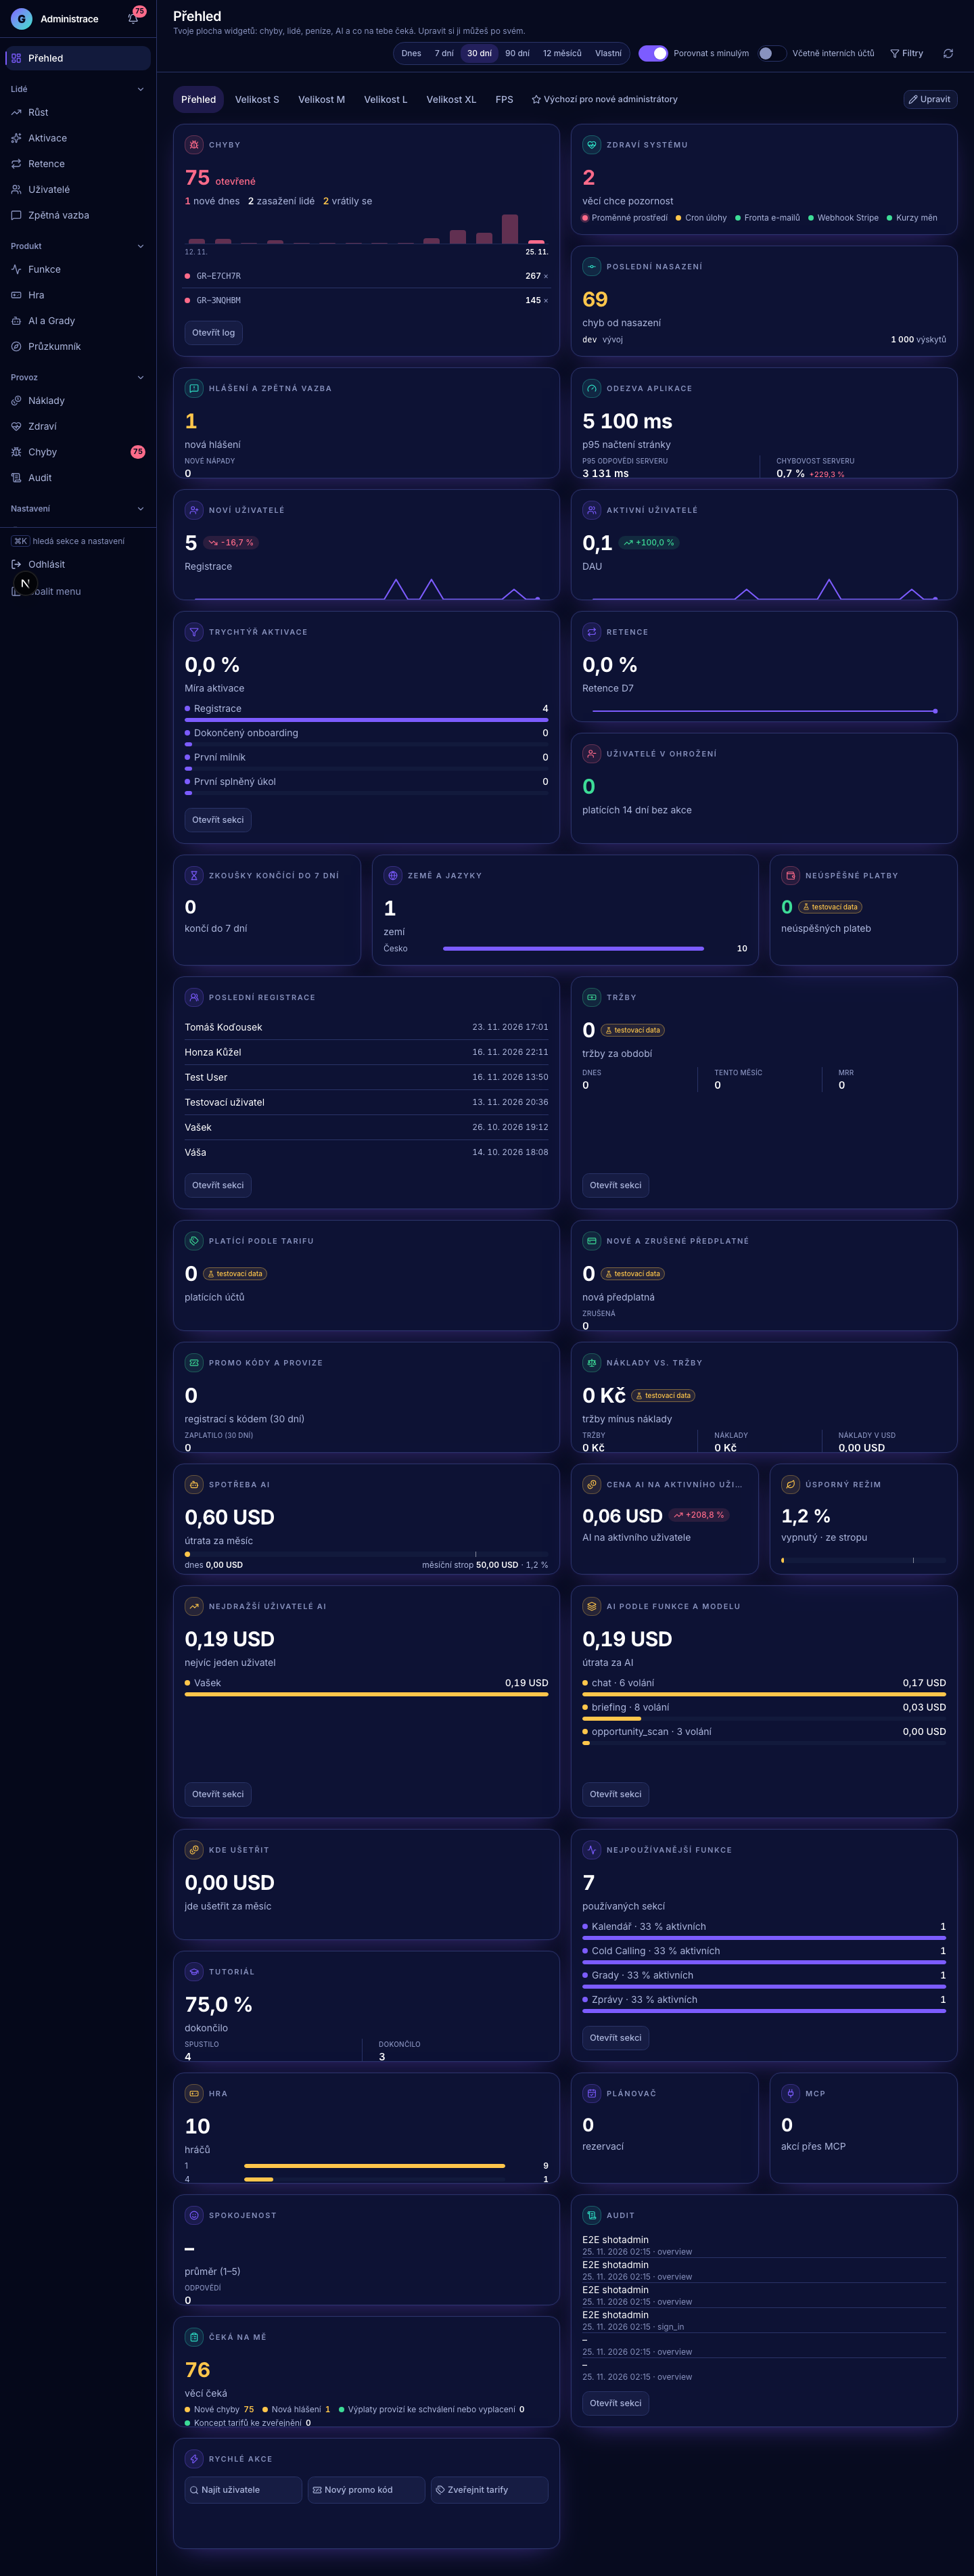 G Administrace 75
Přehled
Lidé
Růst
Aktivace
Retence
Uživatelé
Zpětná vazba
Produkt
Funkce
Hra
AI a Grady
Průzkumník
Provoz
Náklady
Zdraví
Chyby 75
Audit
Nastavení
⌘K hledá sekce a nastavení
Odhlásit
N balit menu
Přehled
Tvoje plocha widgetů: chyby, lidé, peníze, AI a co na tebe čeká. Upravit si ji můžeš po svém.
Dnes 7 dní 30 dní 90 dní 12 měsíců Vlastní Porovnat s minulým Včetně interních účtů Filtry
Přehled Velikost S Velikost M Velikost L Velikost XL FPS Výchozí pro nové administrátory Upravit
CHYBY
75 otevřené
1 nové dnes 2 zasažení lidé 2 vrátily se
12. 11. 25. 11.
GR-E7CH7R 267 ×
GR-3NQHBM 145 ×
Otevřít log
ZDRAVÍ SYSTÉMU
2
věcí chce pozornost
Proměnné prostředí Cron úlohy Fronta e-mailů Webhook Stripe Kurzy měn
POSLEDNÍ NASAZENÍ
69
chyb od nasazení
dev vývoj 1 000 výskytů
HLÁŠENÍ A ZPĚTNÁ VAZBA
1
nová hlášení
NOVÉ NÁPADY
0
ODEZVA APLIKACE
5 100 ms
p95 načtení stránky
P95 ODPOVĚDI SERVERU CHYBOVOST SERVERU
3 131 ms 0,7 % +229,3 %
NOVÍ UŽIVATELÉ
5 -16,7 %
Registrace
AKTIVNÍ UŽIVATELÉ
0,1 +100,0 %
DAU
TRYCHTÝŘ AKTIVACE
0,0 %
Míra aktivace
Registrace 4
Dokončený onboarding 0
První milník 0
První splněný úkol 0
Otevřít sekci
RETENCE
0,0 %
Retence D7
UŽIVATELÉ V OHROŽENÍ
0
platících 14 dní bez akce
ZKOUŠKY KONČÍCÍ DO 7 DNÍ
0
končí do 7 dní
ZEMĚ A JAZYKY
1
zemí
Česko 10
NEÚSPĚŠNÉ PLATBY
0 testovací data
neúspěšných plateb
POSLEDNÍ REGISTRACE
Tomáš Koďousek 23. 11. 2026 17:01
Honza Kůžel 16. 11. 2026 22:11
Test User 16. 11. 2026 13:50
Testovací uživatel 13. 11. 2026 20:36
Vašek 26. 10. 2026 19:12
Váša 14. 10. 2026 18:08
Otevřít sekci
TRŽBY
0 testovací data
tržby za období
DNES TENTO MĚSÍC MRR
0 0 0
Otevřít sekci
PLATÍCÍ PODLE TARIFU
0 testovací data
platících účtů
NOVÉ A ZRUŠENÉ PŘEDPLATNÉ
0 testovací data
nová předplatná
ZRUŠENÁ
0
PROMO KÓDY A PROVIZE
0
registrací s kódem (30 dní)
ZAPLATILO (30 DNÍ)
0
NÁKLADY VS. TRŽBY
0 Kč testovací data
tržby mínus náklady
TRŽBY NÁKLADY NÁKLADY V USD
0 Kč 0 Kč 0,00 USD
SPOTŘEBA AI
0,60 USD
útrata za měsíc
dnes 0,00 USD měsíční strop 50,00 USD · 1,2 %
CENA AI NA AKTIVNÍHO UŽI...
0,06 USD +208,8 %
AI na aktivního uživatele
ÚSPORNÝ REŽIM
1,2 %
vypnutý · ze stropu
NEJDRAŽŠÍ UŽIVATELÉ AI
0,19 USD
nejvíc jeden uživatel
Vašek 0,19 USD
Otevřít sekci
AI PODLE FUNKCE A MODELU
0,19 USD
útrata za AI
chat · 6 volání 0,17 USD
briefing · 8 volání 0,03 USD
opportunity_scan · 3 volání 0,00 USD
Otevřít sekci
KDE UŠETŘIT
0,00 USD
jde ušetřit za měsíc
NEJPOUŽÍVANĚJŠÍ FUNKCE
7
používaných sekcí
Kalendář · 33 % aktivních 1
Cold Calling · 33 % aktivních 1
Grady · 33 % aktivních 1
Zprávy · 33 % aktivních 1
Otevřít sekci
TUTORIÁL
75,0 %
dokončilo
SPUSTILO DOKONČILO
4 3
HRA
10
hráčů
1 9
4 1
PLÁNOVAČ
0
rezervací
MCP
0
akcí přes MCP
SPOKOJENOST
–
průměr (1–5)
ODPOVĚDÍ
0
AUDIT
E2E shotadmin
25. 11. 2026 02:15 · overview
E2E shotadmin
25. 11. 2026 02:15 · overview
E2E shotadmin
25. 11. 2026 02:15 · overview
E2E shotadmin
25. 11. 2026 02:15 · sign_in
–
25. 11. 2026 02:15 · overview
–
25. 11. 2026 02:15 · overview
Otevřít sekci
ČEKÁ NA MĚ
76
věcí čeká
Nové chyby 75 Nová hlášení 1 Výplaty provizí ke schválení nebo vyplacení 0
Koncept tarifů ke zveřejnění 0
RYCHLÉ AKCE
Najít uživatele Nový promo kód Zveřejnit tarify